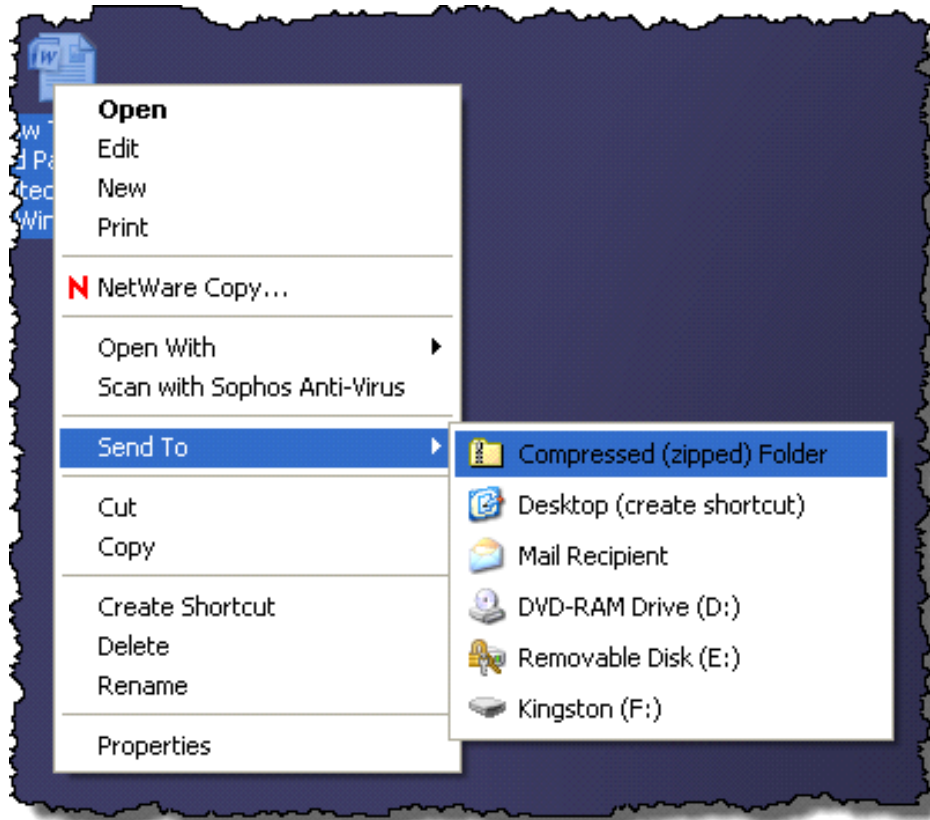 Open
Edit
New
Print
NetWare Copy...
Open With
Scan with Sophos Anti-Virus
Send To
Cut
Copy
Create Shortcut
Delete
Rename
Properties
Compressed (zipped) Folder
Desktop (create shortcut)
Mail Recipient
DVD-RAM Drive (D:)
Removable Disk (E:)
Kingston (F:)